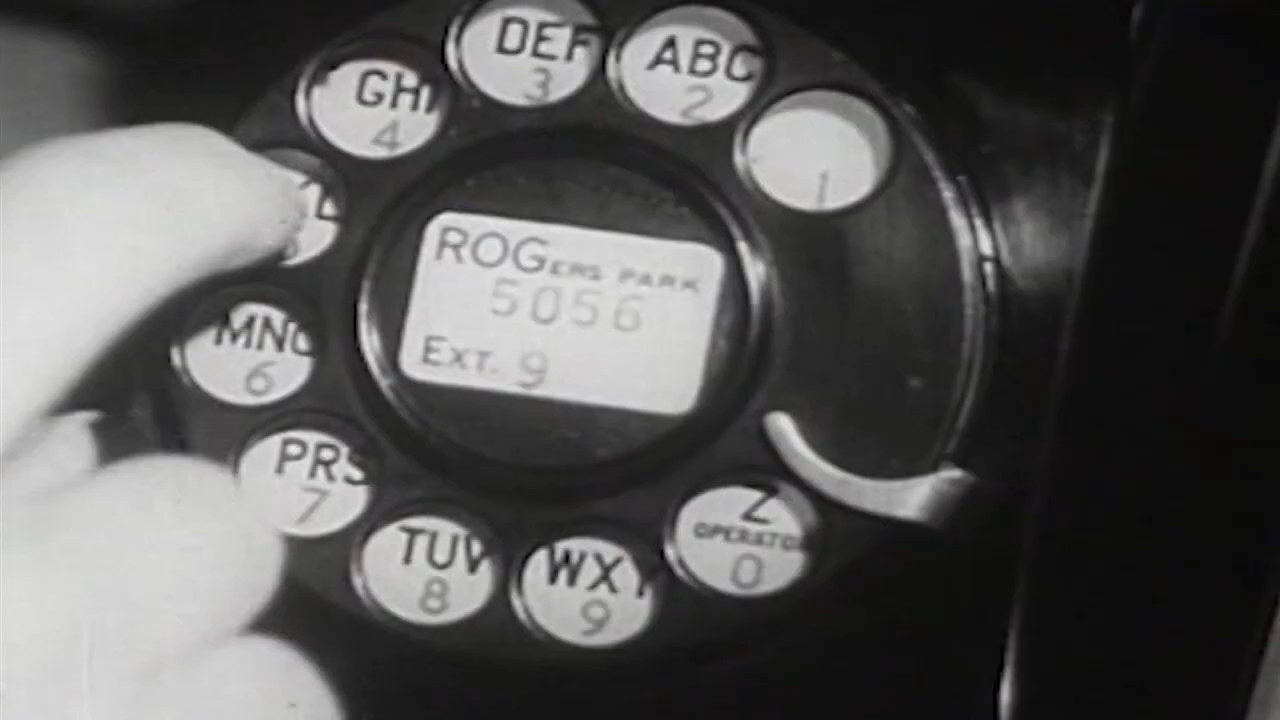 ABC
2
DEF
3
GHI
4
L
MNO
6
PRS
7
TUV
8
WXY
9
Z
OPERATOR
0
1
ROGERS PARK
5056
EXT. 9